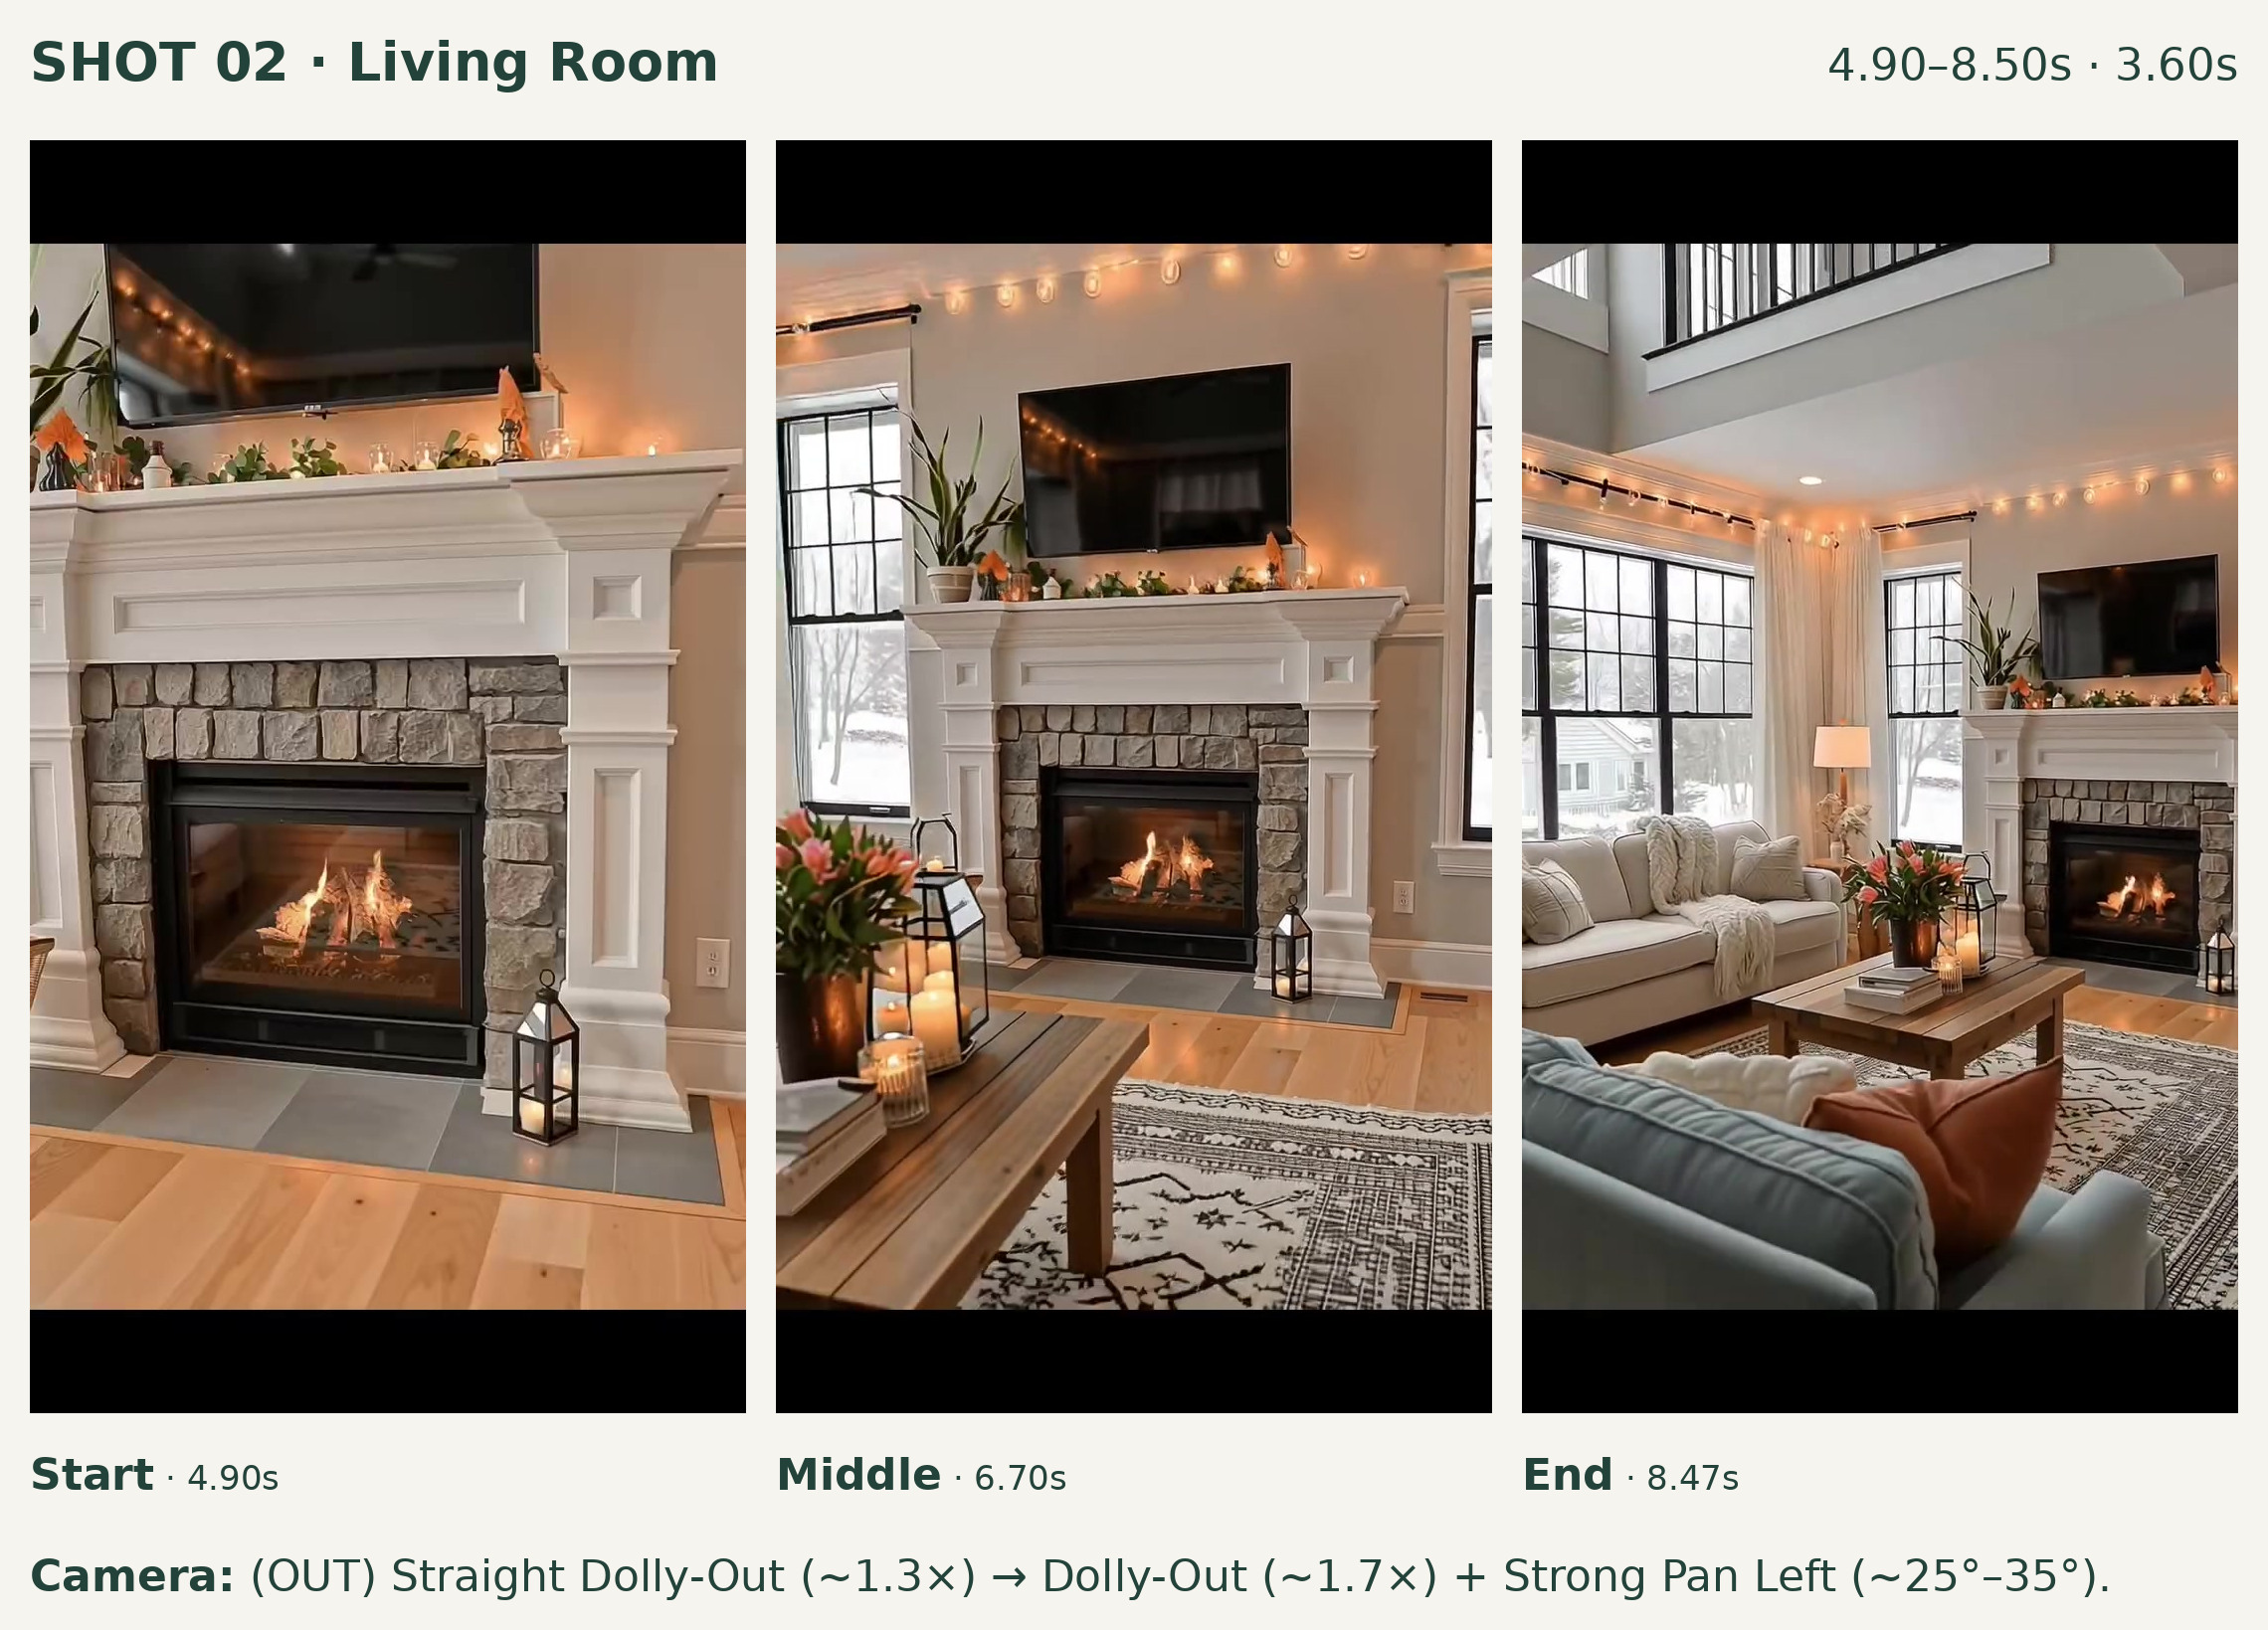 SHOT 02 · Living Room
4.90–8.50s · 3.60s
Start · 4.90s
Middle · 6.70s
End · 8.47s
Camera: (OUT) Straight Dolly-Out (~1.3×) → Dolly-Out (~1.7×) + Strong Pan Left (~25°–35°).